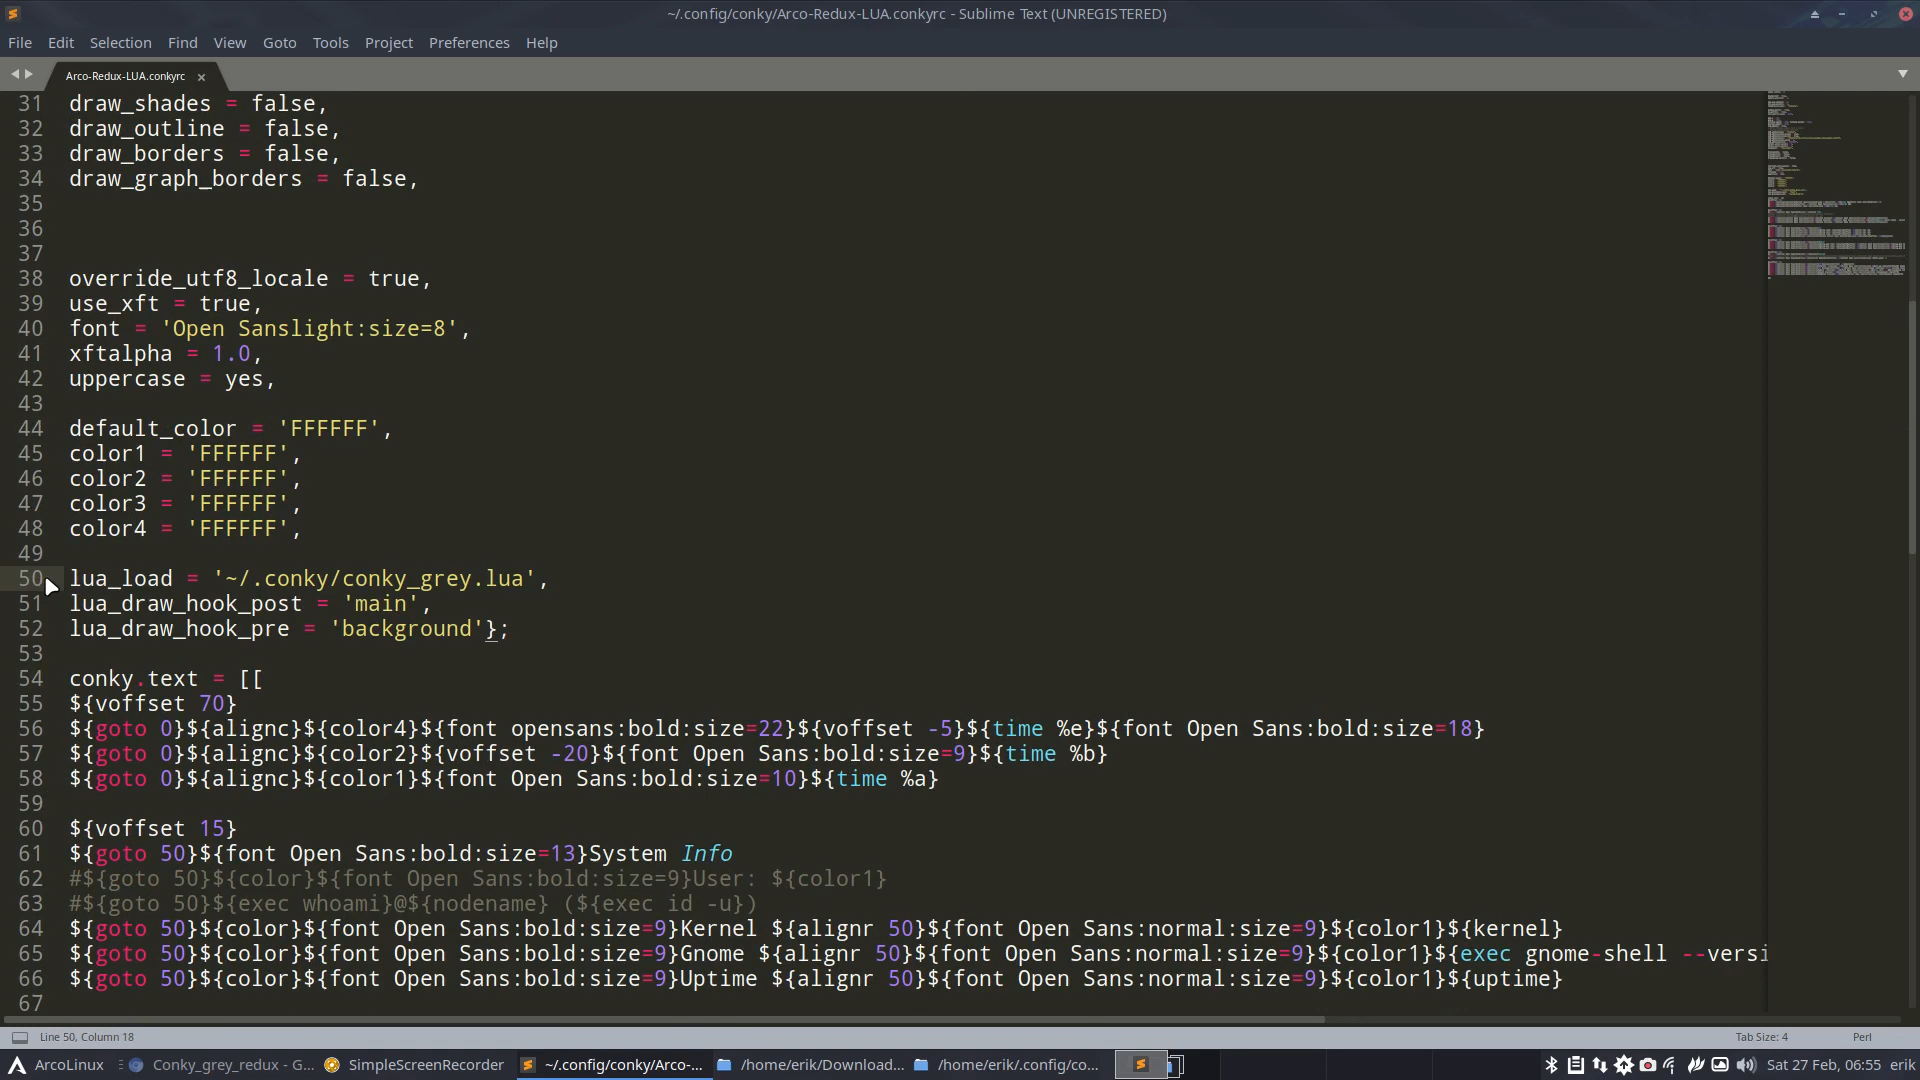 ~/.config/conky/Arco-Redux-LUA.conkyrc - Sublime Text (UNREGISTERED)
File Edit Selection Find View Goto Tools Project Preferences Help
Arco-Redux-LUA.conkyrc ×
31 draw_shades = false,
32 draw_outline = false,
33 draw_borders = false,
34 draw_graph_borders = false,
35
36
37
38 override_utf8_locale = true,
39 use_xft = true,
40 font = 'Open Sanslight:size=8',
41 xftalpha = 1.0,
42 uppercase = yes,
43
44 default_color = 'FFFFFF',
45 color1 = 'FFFFFF',
46 color2 = 'FFFFFF',
47 color3 = 'FFFFFF',
48 color4 = 'FFFFFF',
49
50 lua_load = '~/.conky/conky_grey.lua',
51 lua_draw_hook_post = 'main',
52 lua_draw_hook_pre = 'background'};
53
54 conky.text = [[
55 ${voffset 70}
56 ${goto 0}${alignc}${color4}${font opensans:bold:size=22}${voffset -5}${time %e}${font Open Sans:bold:size=18}
57 ${goto 0}${alignc}${color2}${voffset -20}${font Open Sans:bold:size=9}${time %b}
58 ${goto 0}${alignc}${color1}${font Open Sans:bold:size=10}${time %a}
59
60 ${voffset 15}
61 ${goto 50}${font Open Sans:bold:size=13}System Info
62 #${goto 50}${color}${font Open Sans:bold:size=9}User: ${color1}
63 #${goto 50}${exec whoami}@${nodename} (${exec id -u})
64 ${goto 50}${color}${font Open Sans:bold:size=9}Kernel ${alignr 50}${font Open Sans:normal:size=9}${color1}${kernel}
65 ${goto 50}${color}${font Open Sans:bold:size=9}Gnome ${alignr 50}${font Open Sans:normal:size=9}${color1}${exec gnome-shell --versi
66 ${goto 50}${color}${font Open Sans:bold:size=9}Uptime ${alignr 50}${font Open Sans:normal:size=9}${color1}${uptime}
67
Line 50, Column 18 Tab Size: 4 Perl
ArcoLinux Conky_grey_redux - G... SimpleScreenRecorder ~/.config/conky/Arco-... /home/erik/Download... /home/erik/.config/co... Sat 27 Feb, 06:55 erik